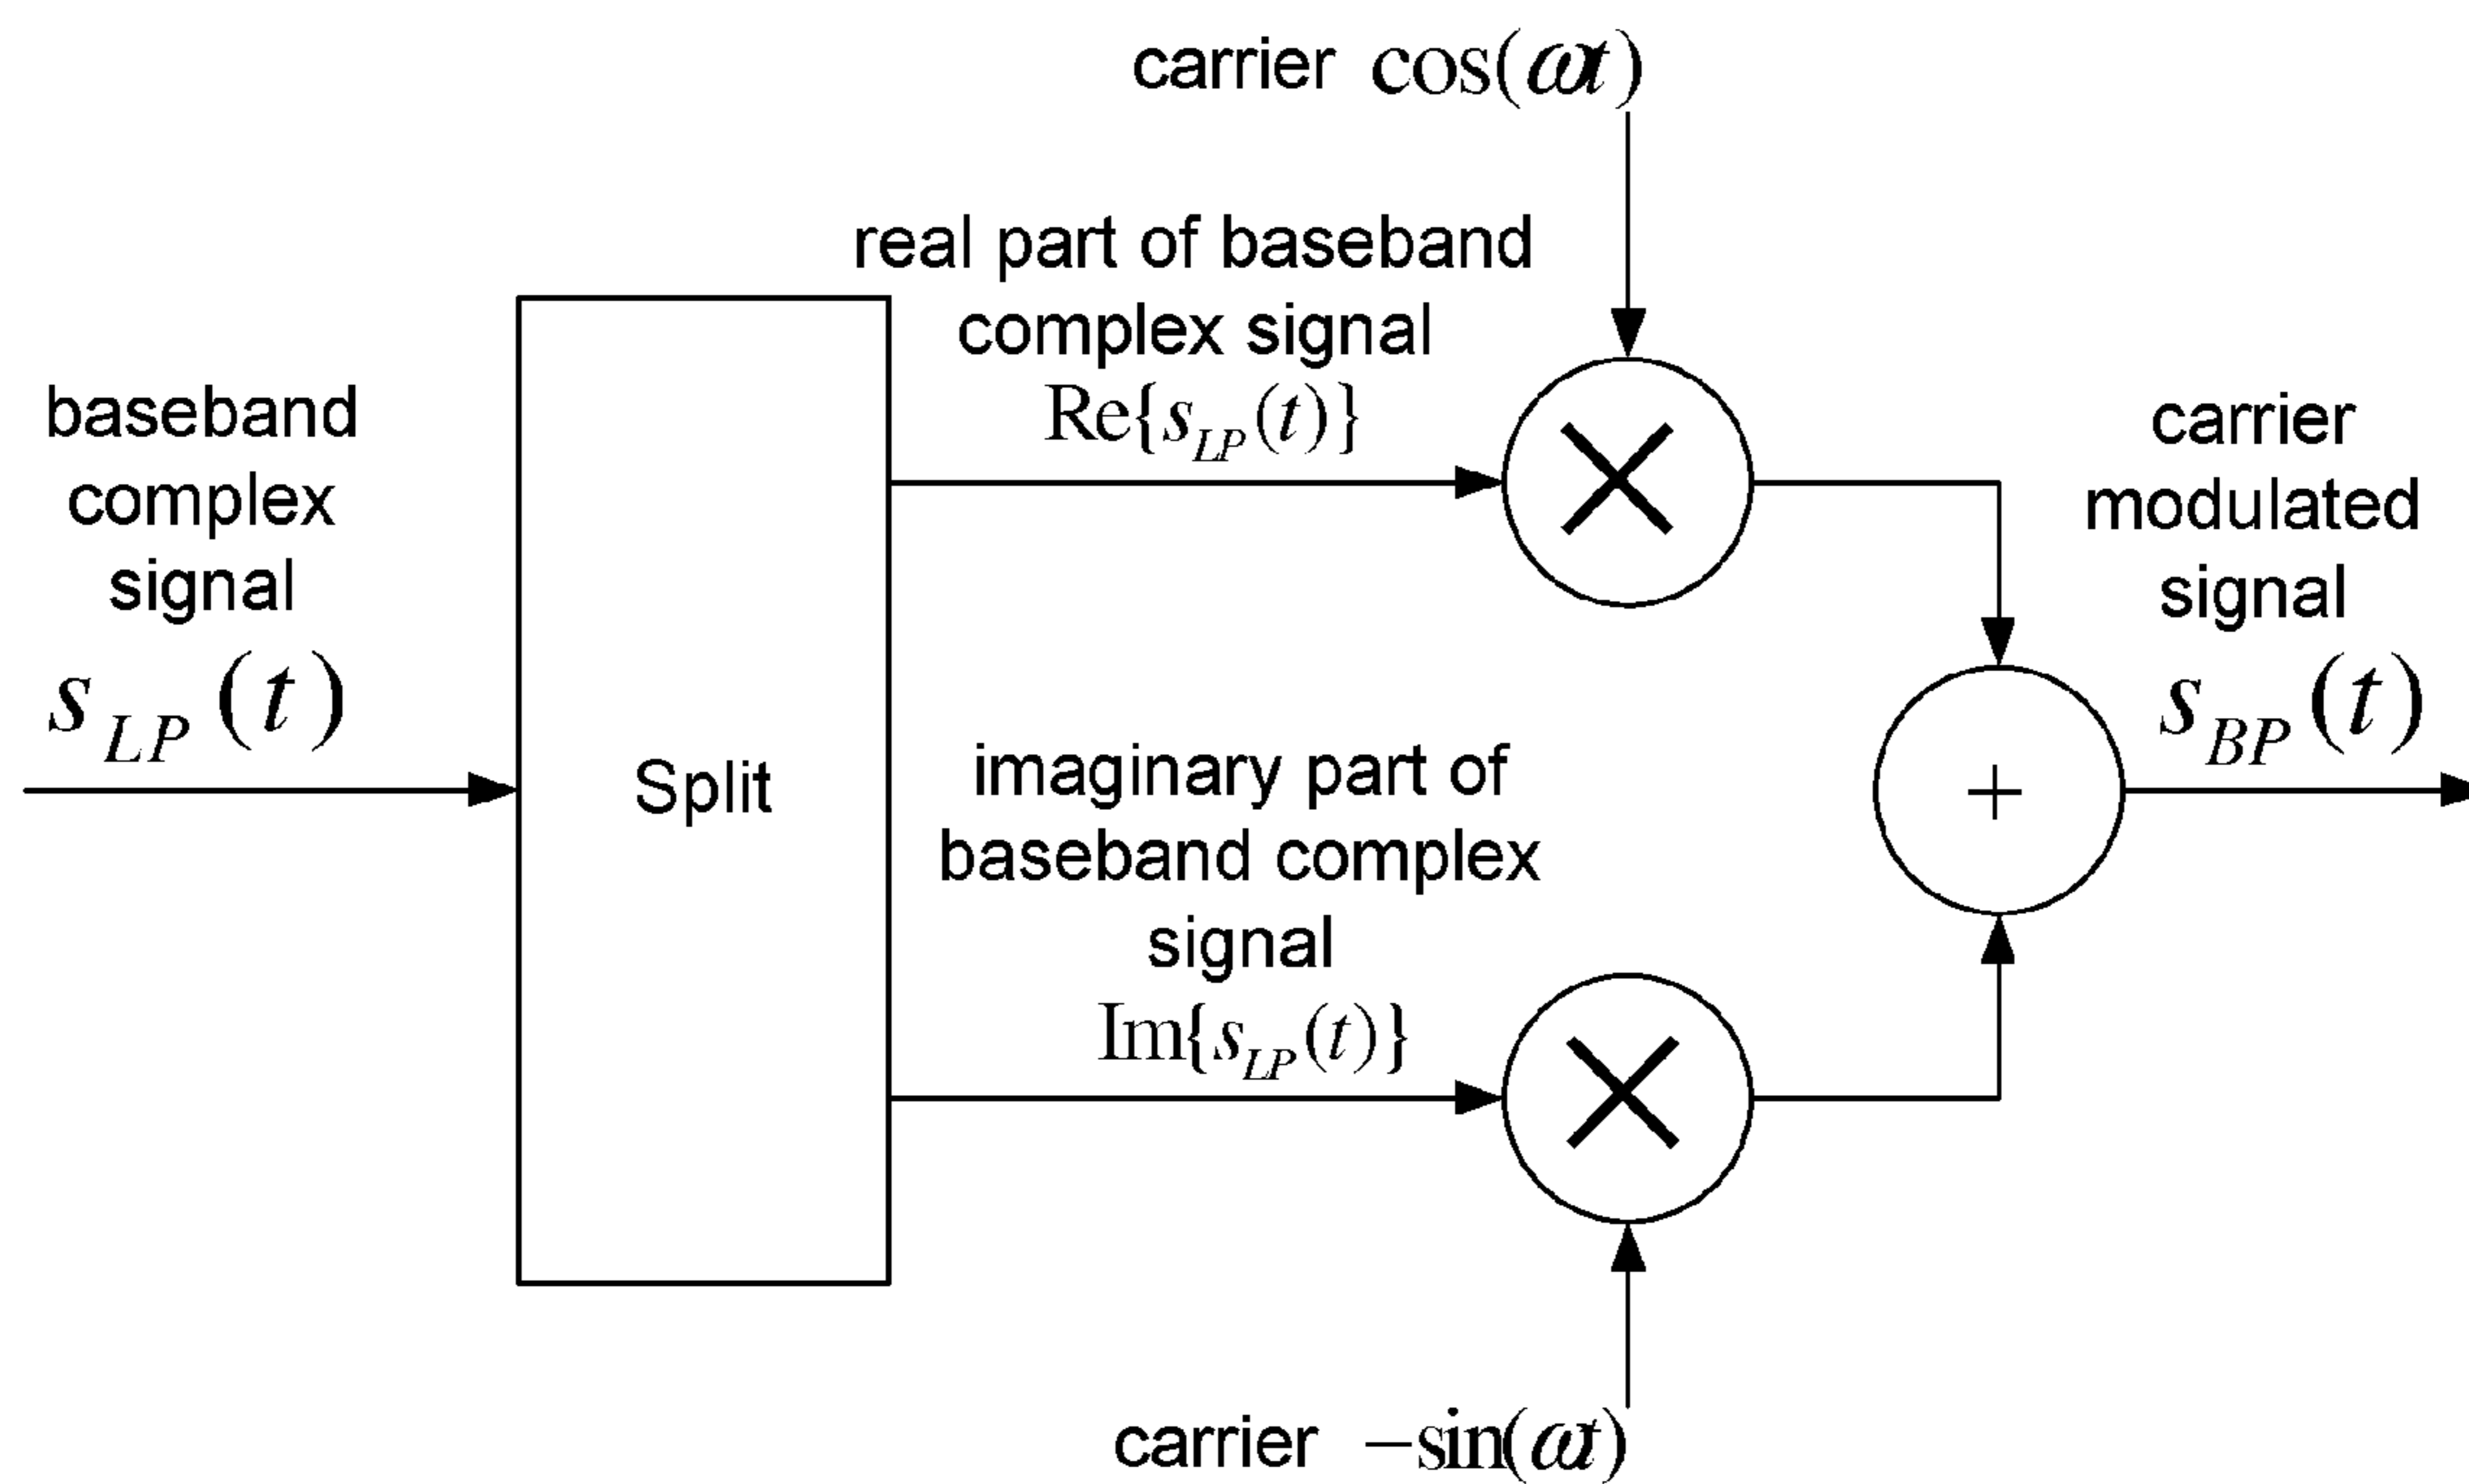 carrier cos(ωt)
real part of baseband
complex signal
Re{s_LP(t)}
baseband
complex
signal
s_LP(t)
Split
imaginary part of
baseband complex
signal
Im{s_LP(t)}
carrier
modulated
signal
s_BP(t)
+
carrier −sin(ωt)